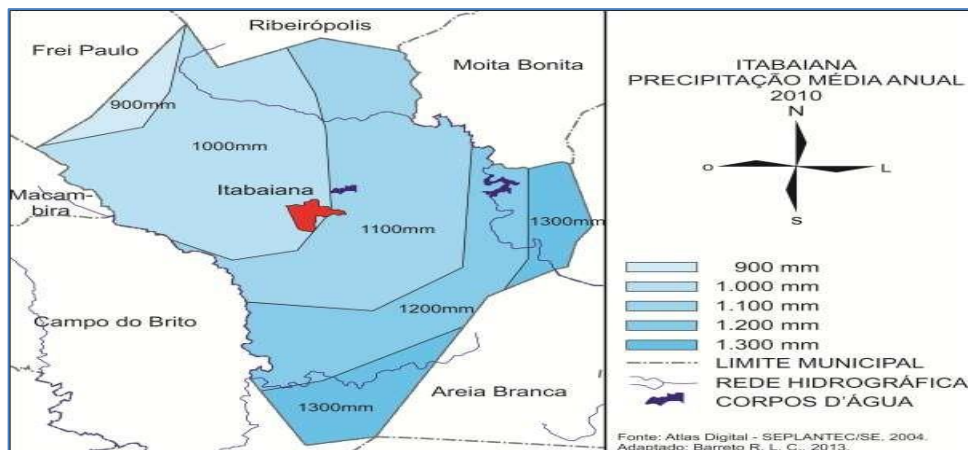 Ribeirópolis
Frei Paulo
Moita Bonita
900mm
1000mm
Itabaiana
Macam-
bira
1300mm
1100mm
1200mm
Campo do Brito
Areia Branca
1300mm
ITABAIANA
PRECIPITAÇÃO MÉDIA ANUAL
2010
N
O
L
S
900 mm
1.000 mm
1.100 mm
1.200 mm
1.300 mm
LIMITE MUNICIPAL
REDE HIDROGRÁFICA
CORPOS D'ÁGUA
Fonte: Atlas Digital - SEPLANTEC/SE, 2004.
Adaptado: Barreto R. L. C., 2013.